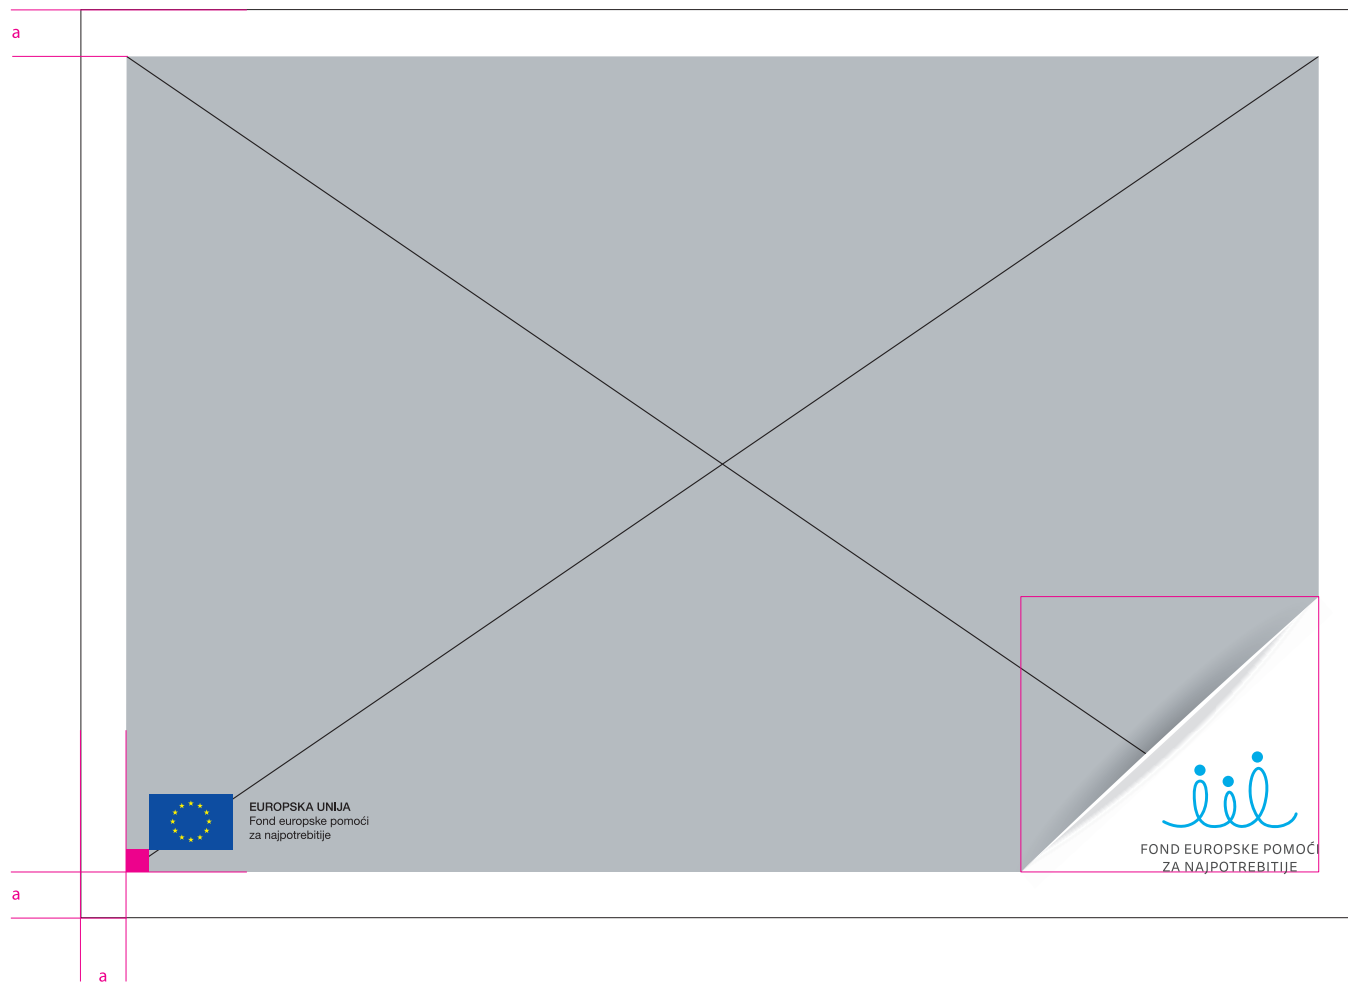 a
EUROPSKA UNIJA
Fond europske pomoći
za najpotrebitije
FOND EUROPSKE POMOĆI
ZA NAJPOTREBITIJE
a
a